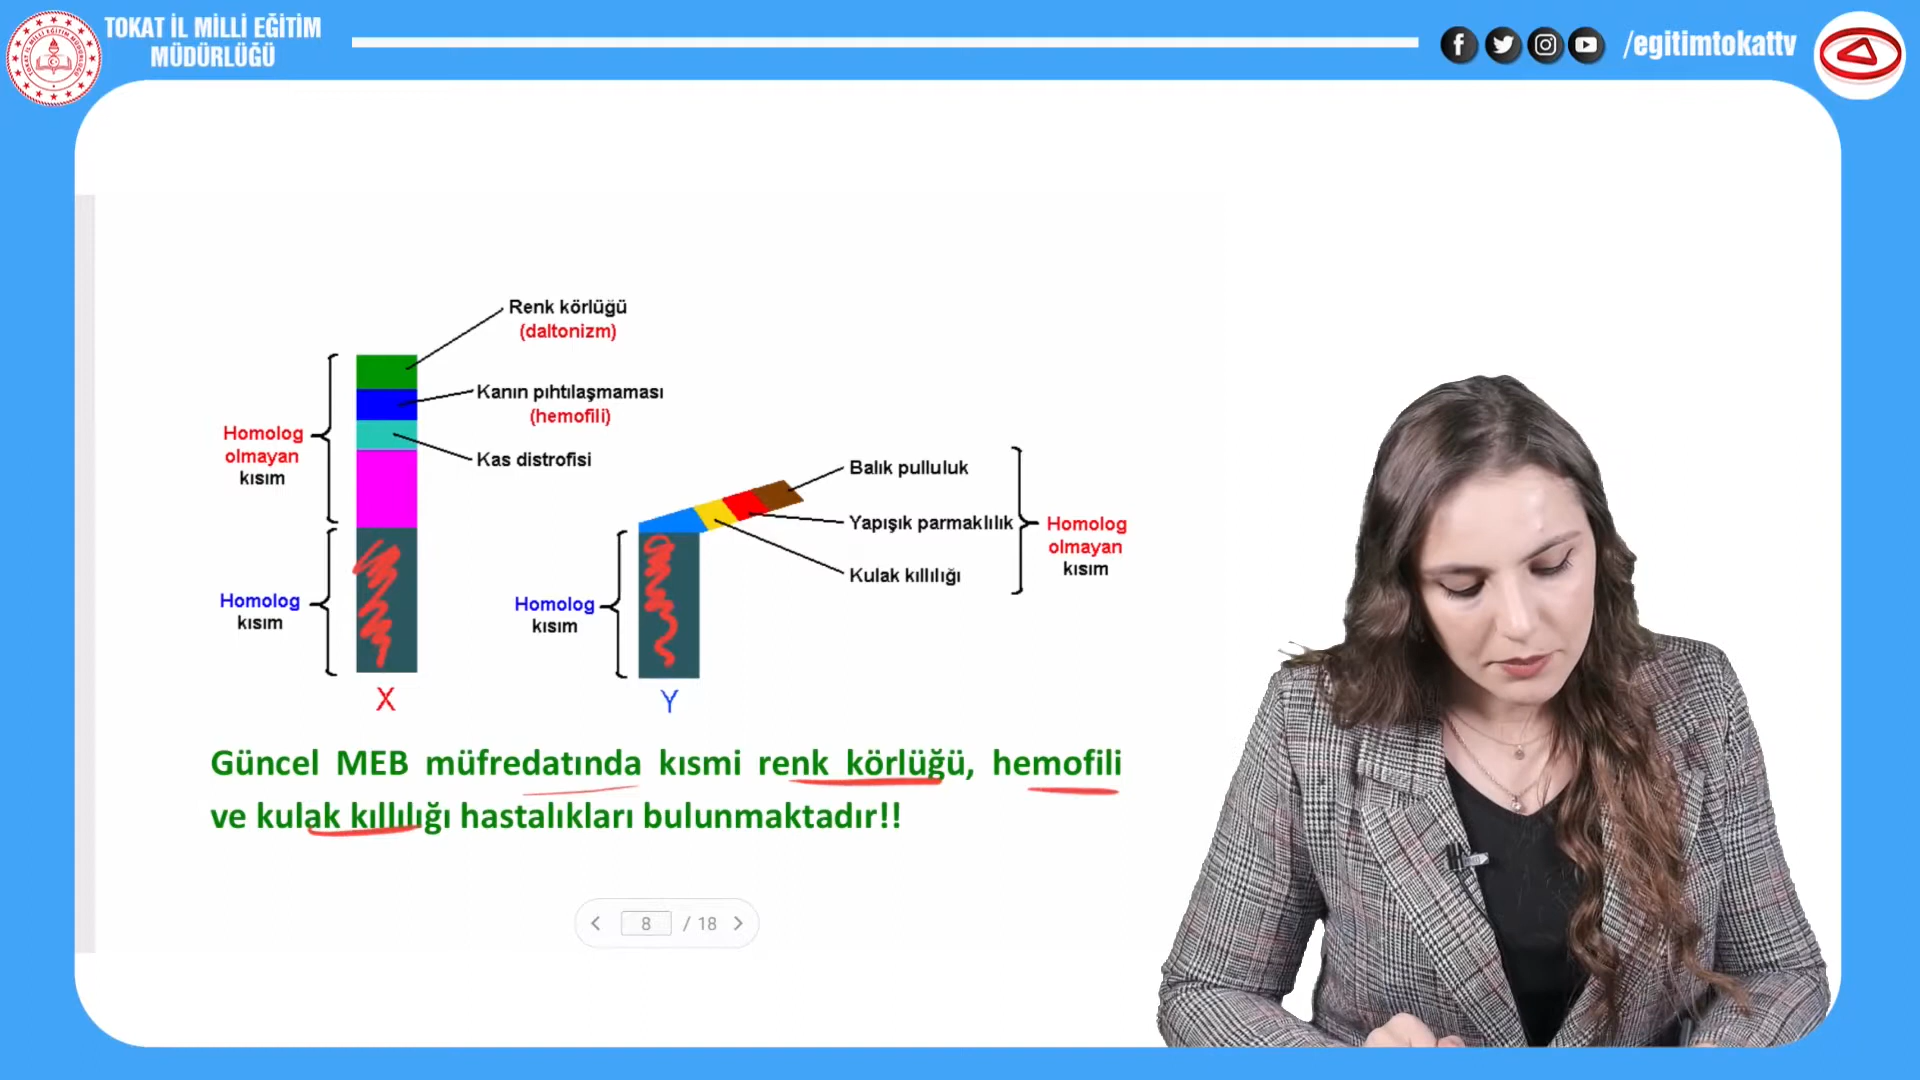 TOKAT İL MİLLİ EĞİTİM
MÜDÜRLÜĞÜ
/egitimtokattv
Renk körlüğü
(daltonizm)
Kanın pıhtılaşmaması
(hemofili)
Kas distrofisi
Homolog
olmayan
kısım
Homolog
kısım
X
Balık pulluluk
Yapışık parmaklılık
Kulak kıllılığı
Homolog
olmayan
kısım
Homolog
kısım
Y
Güncel MEB müfredatında kısmi renk körlüğü, hemofili
ve kulak kıllılığı hastalıkları bulunmaktadır!!
8 / 18